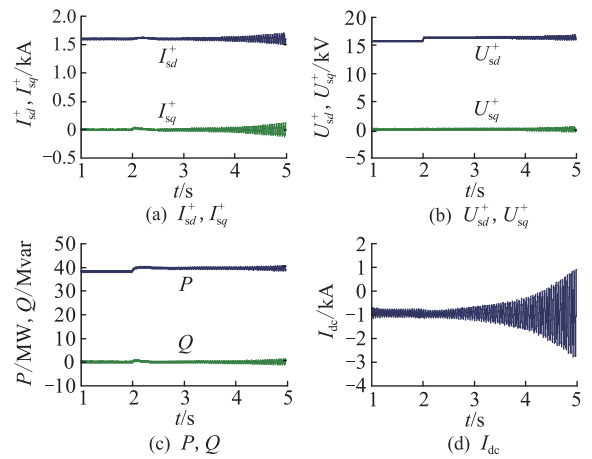 2.0
1.5
1.0
0.5
0
−0.5
I⁺sd, I⁺sq/kA
I⁺sd
I⁺sq
1 2 3 4 5
t/s
(a) I⁺sd, I⁺sq
20
15
10
5
0
−5
U⁺sd, U⁺sq/kV
U⁺sd
U⁺sq
1 2 3 4 5
t/s
(b) U⁺sd, U⁺sq
50
40
30
20
10
0
−10
P/MW, Q/Mvar
P
Q
1 2 3 4 5
t/s
(c) P, Q
2
1
0
−1
−2
−3
−4
Idc/kA
1 2 3 4 5
t/s
(d) Idc